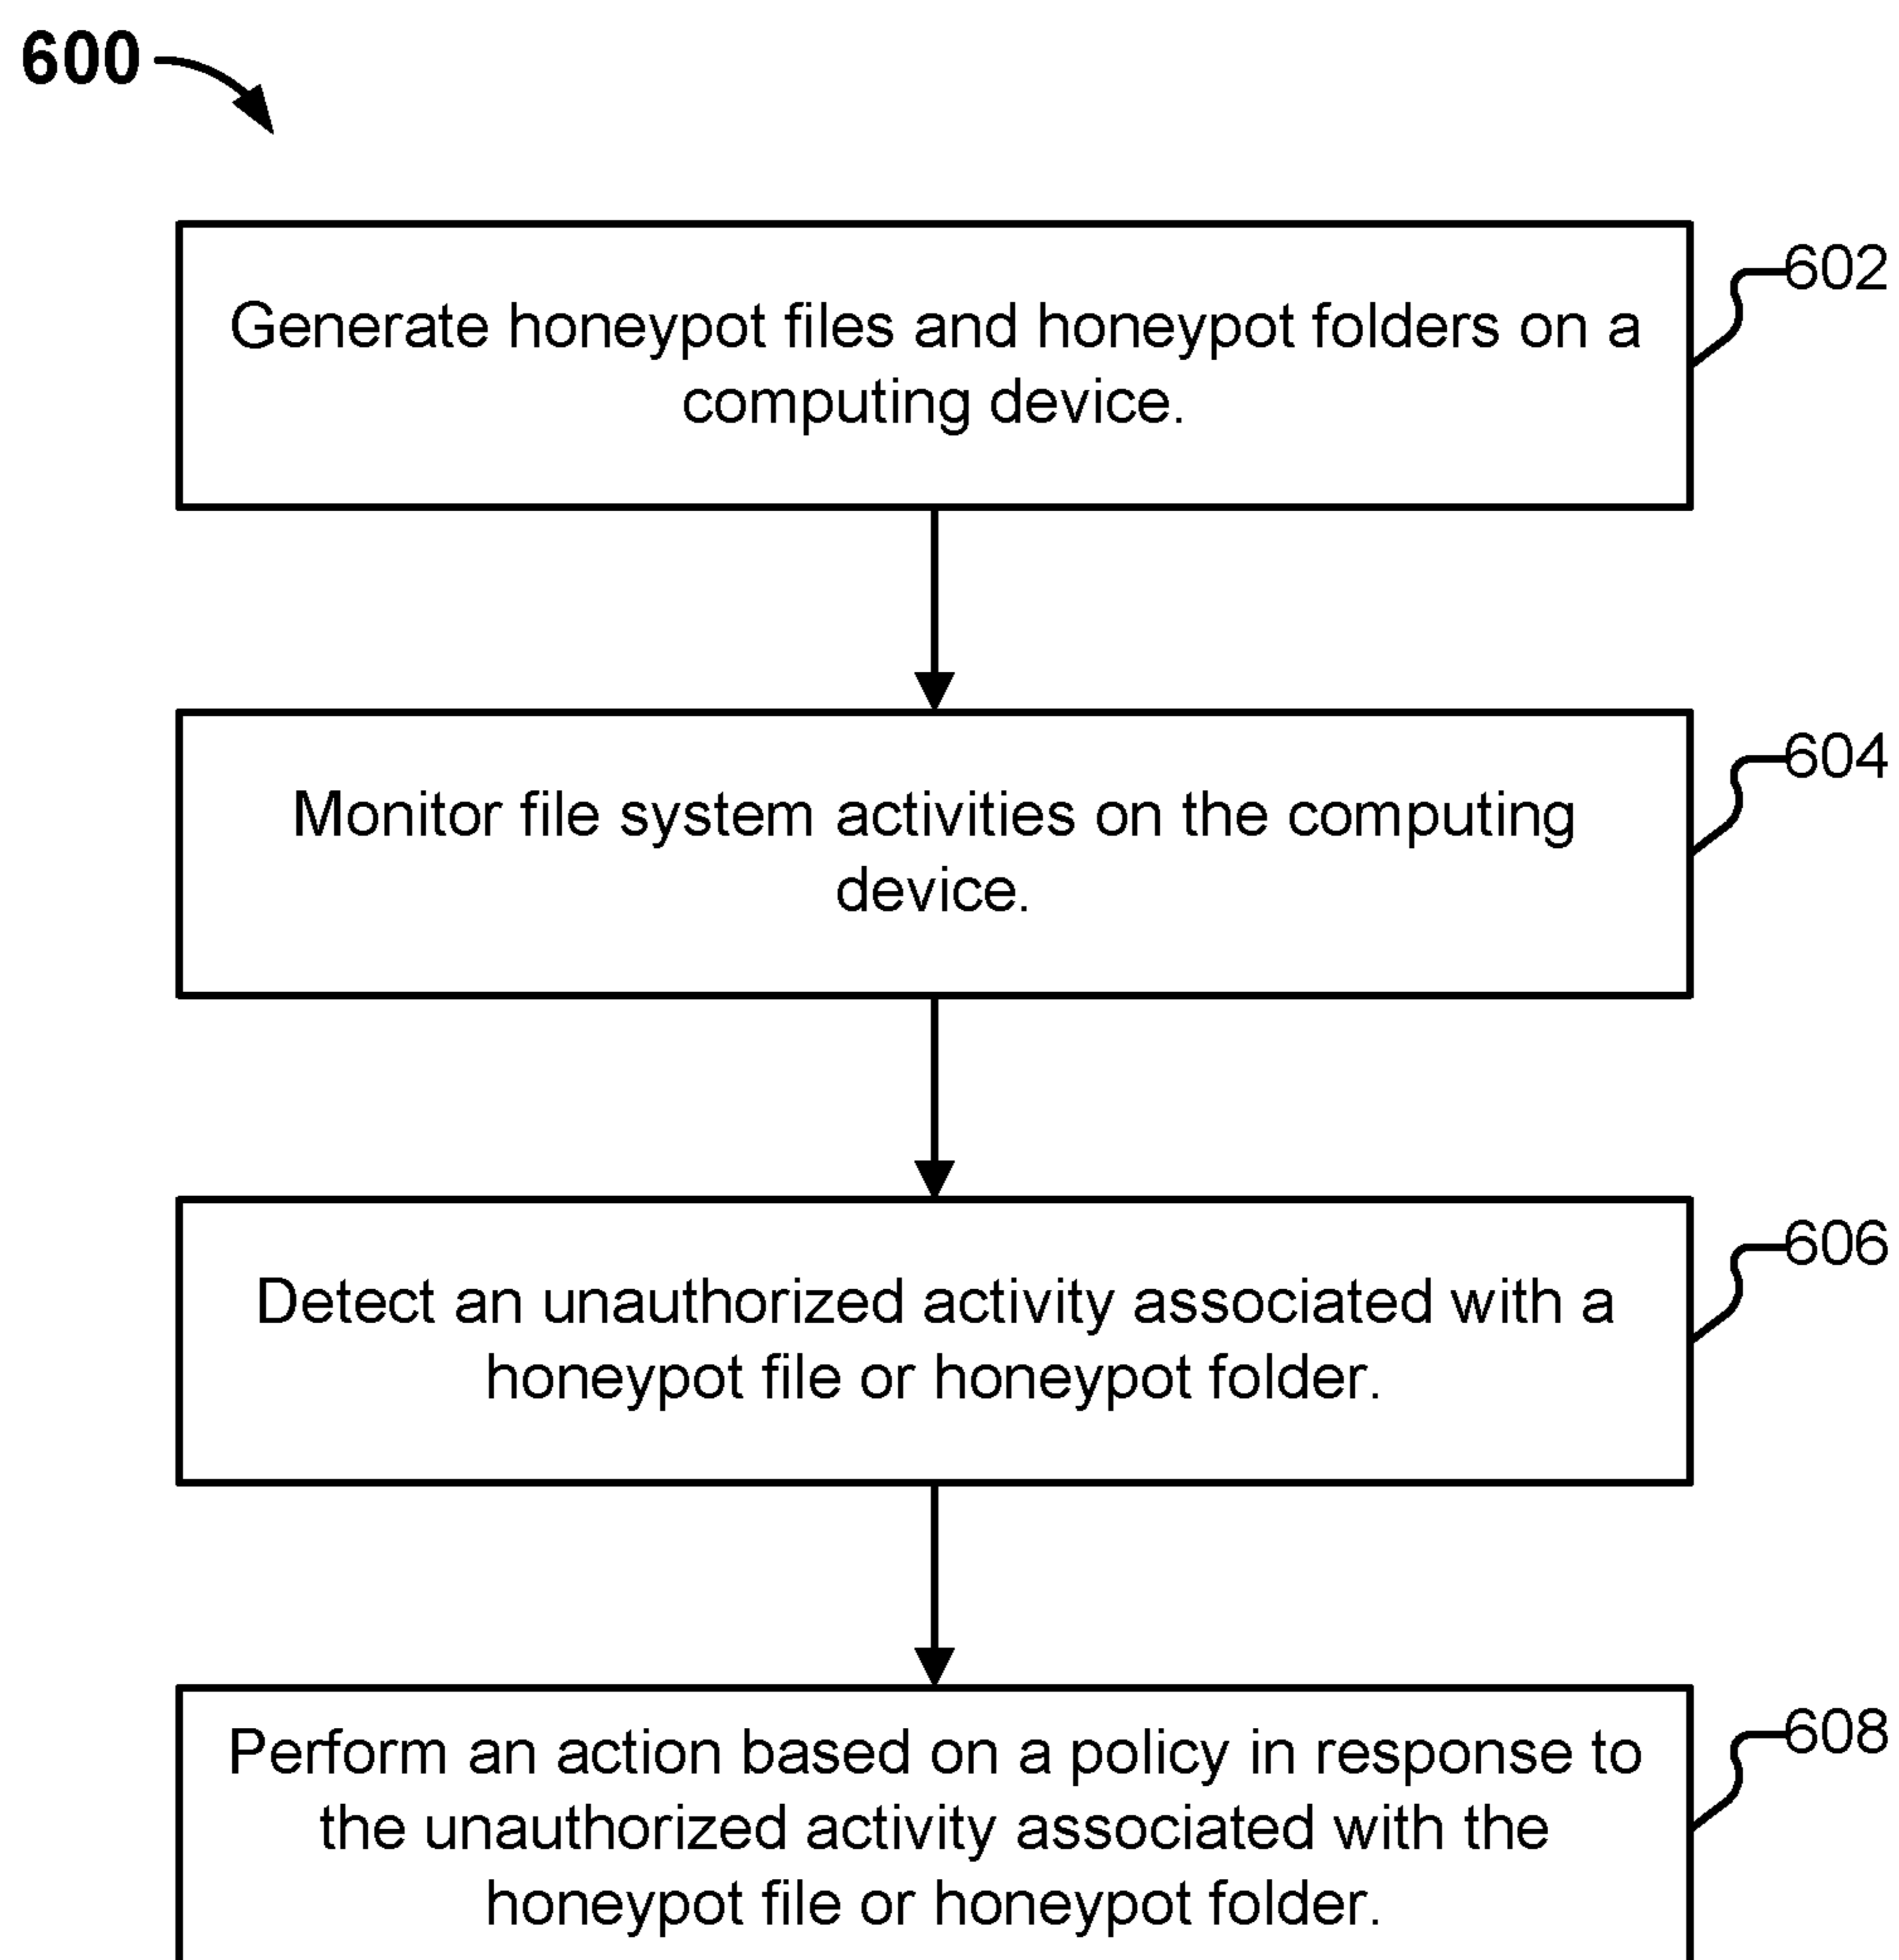 600
Generate honeypot files and honeypot folders on a
computing device.
602
Monitor file system activities on the computing
device.
604
Detect an unauthorized activity associated with a
honeypot file or honeypot folder.
606
Perform an action based on a policy in response to
the unauthorized activity associated with the
honeypot file or honeypot folder.
608